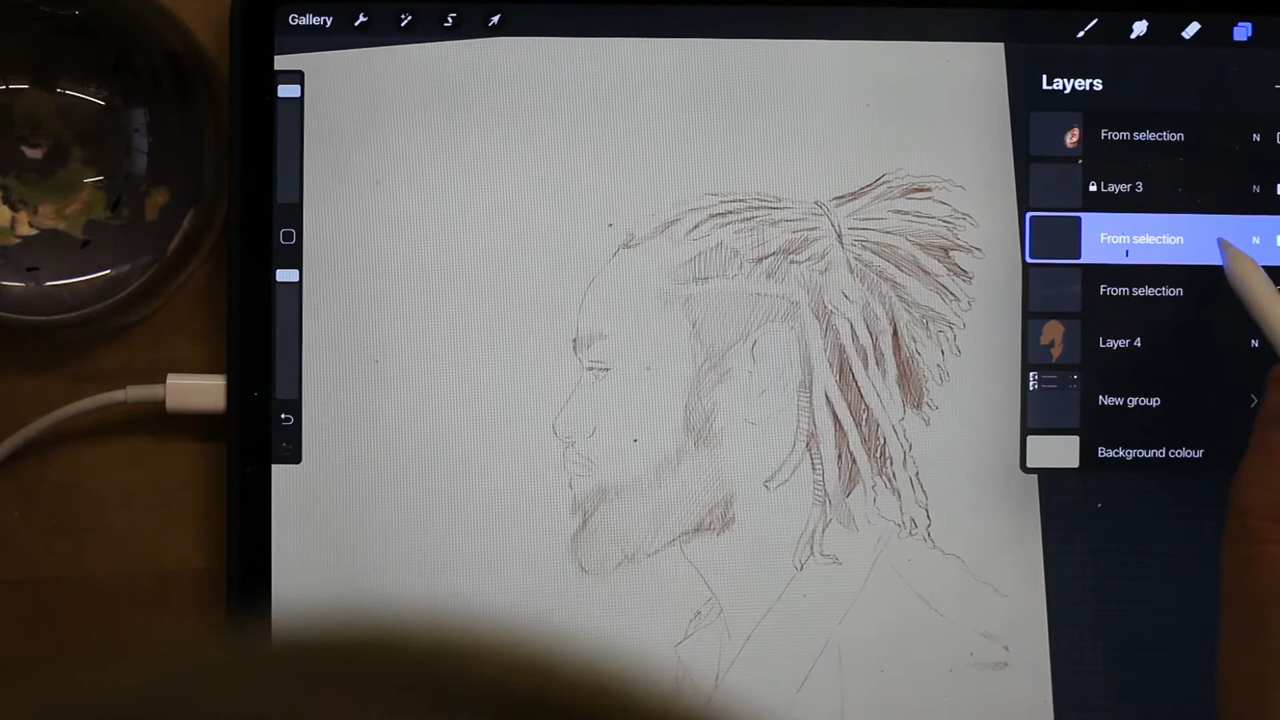 Gallery
Layers
From selection N
Layer 3 N
From selection N
From selection
Layer 4 N
New group
Background colour